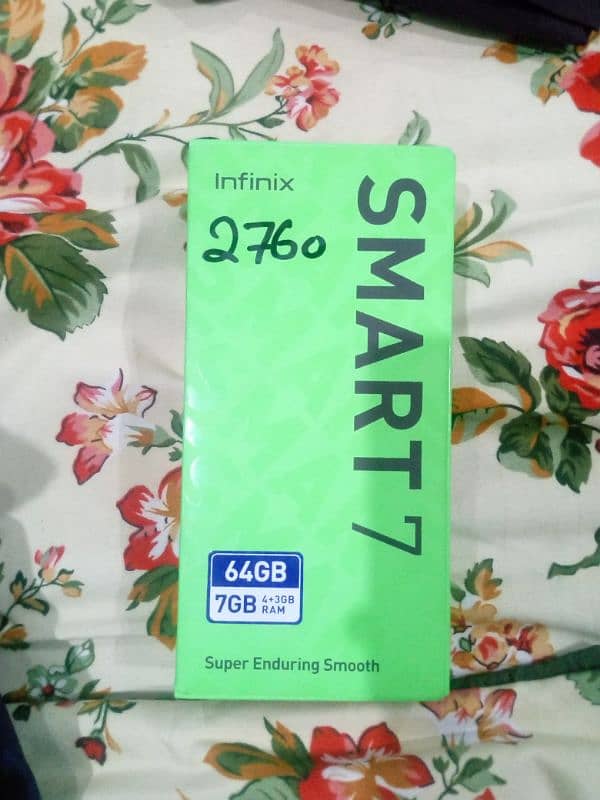 Infinix
2760
SMART 7
64GB
7GB 4+3GB RAM
Super Enduring Smooth